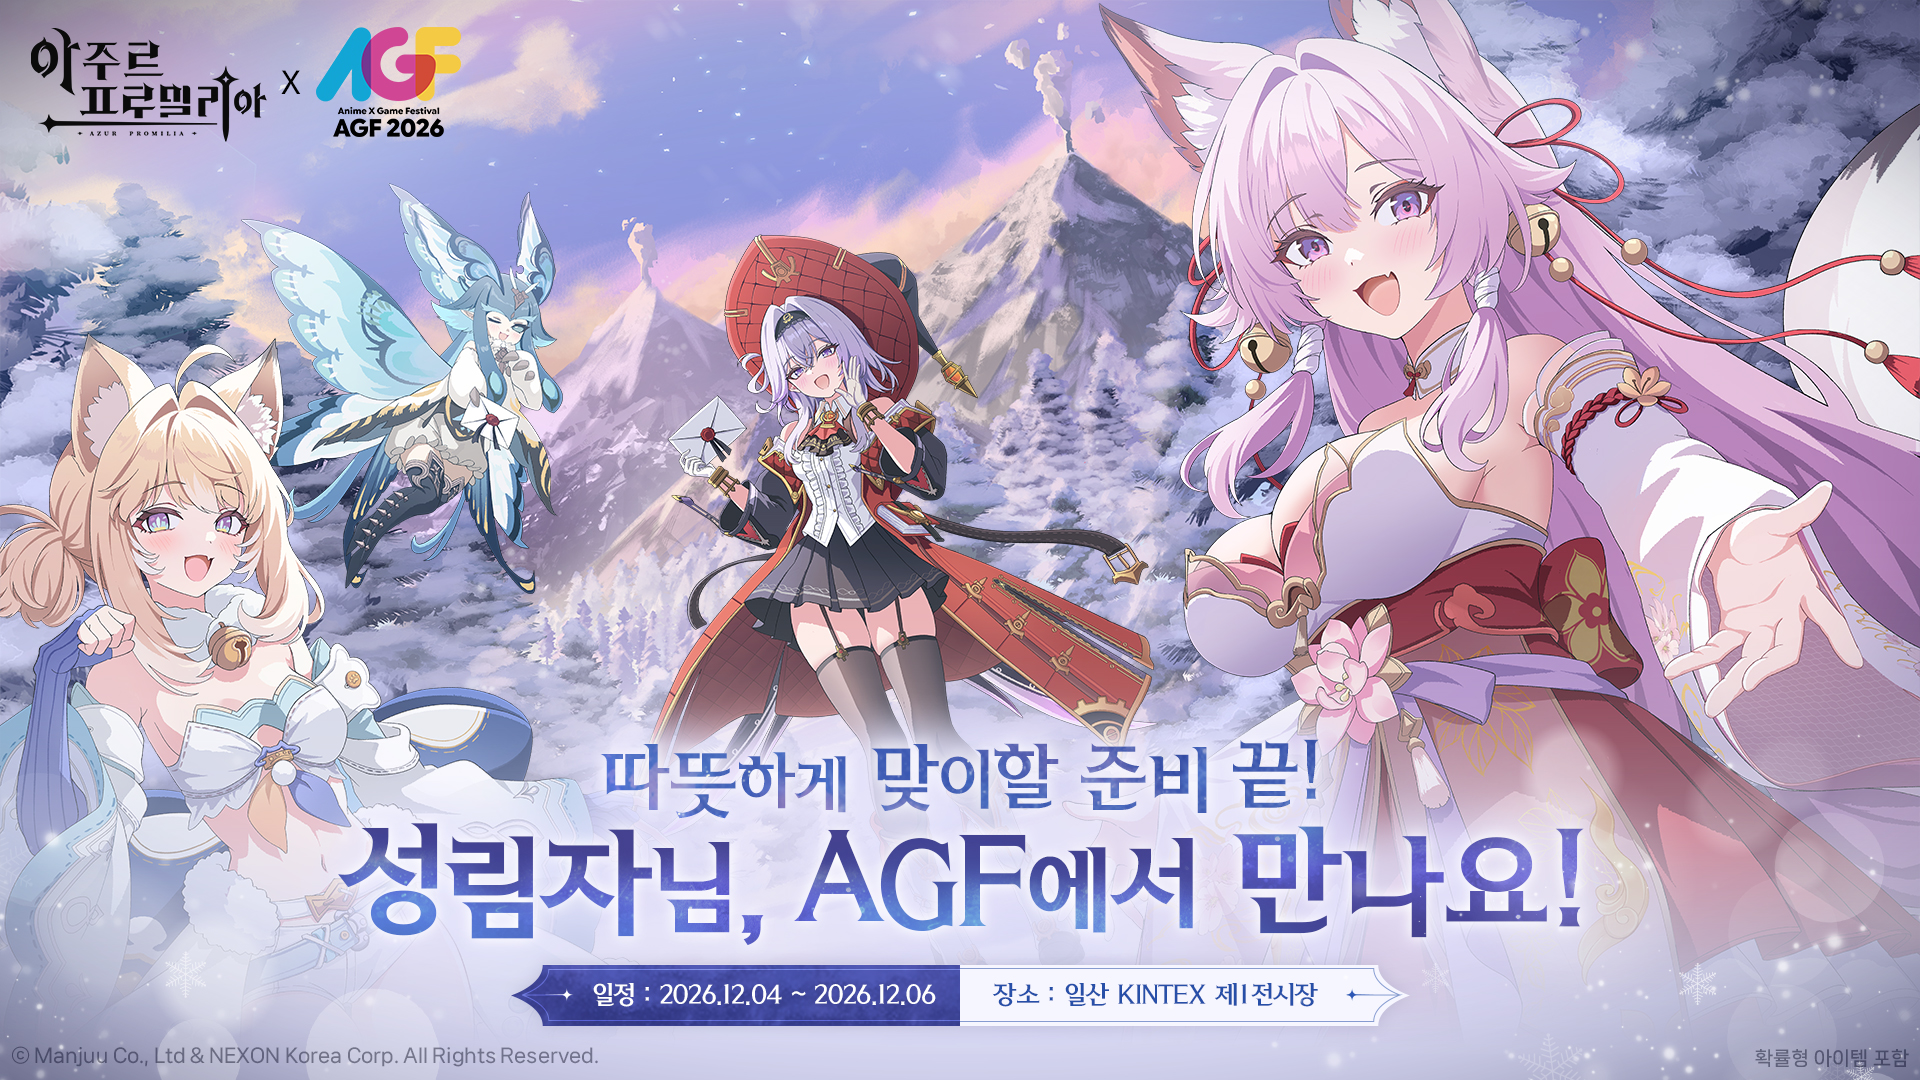 아주르
프로밀리아
AZUR PROMILIA
X
AGF
Anime X Game Festival
AGF 2026
따뜻하게 맞이할 준비 끝!
성림자님, AGF에서 만나요!
일정 : 2026.12.04 ~ 2026.12.06
장소 : 일산 KINTEX 제1전시장
© Manjuu Co., Ltd & NEXON Korea Corp. All Rights Reserved.
확률형 아이템 포함